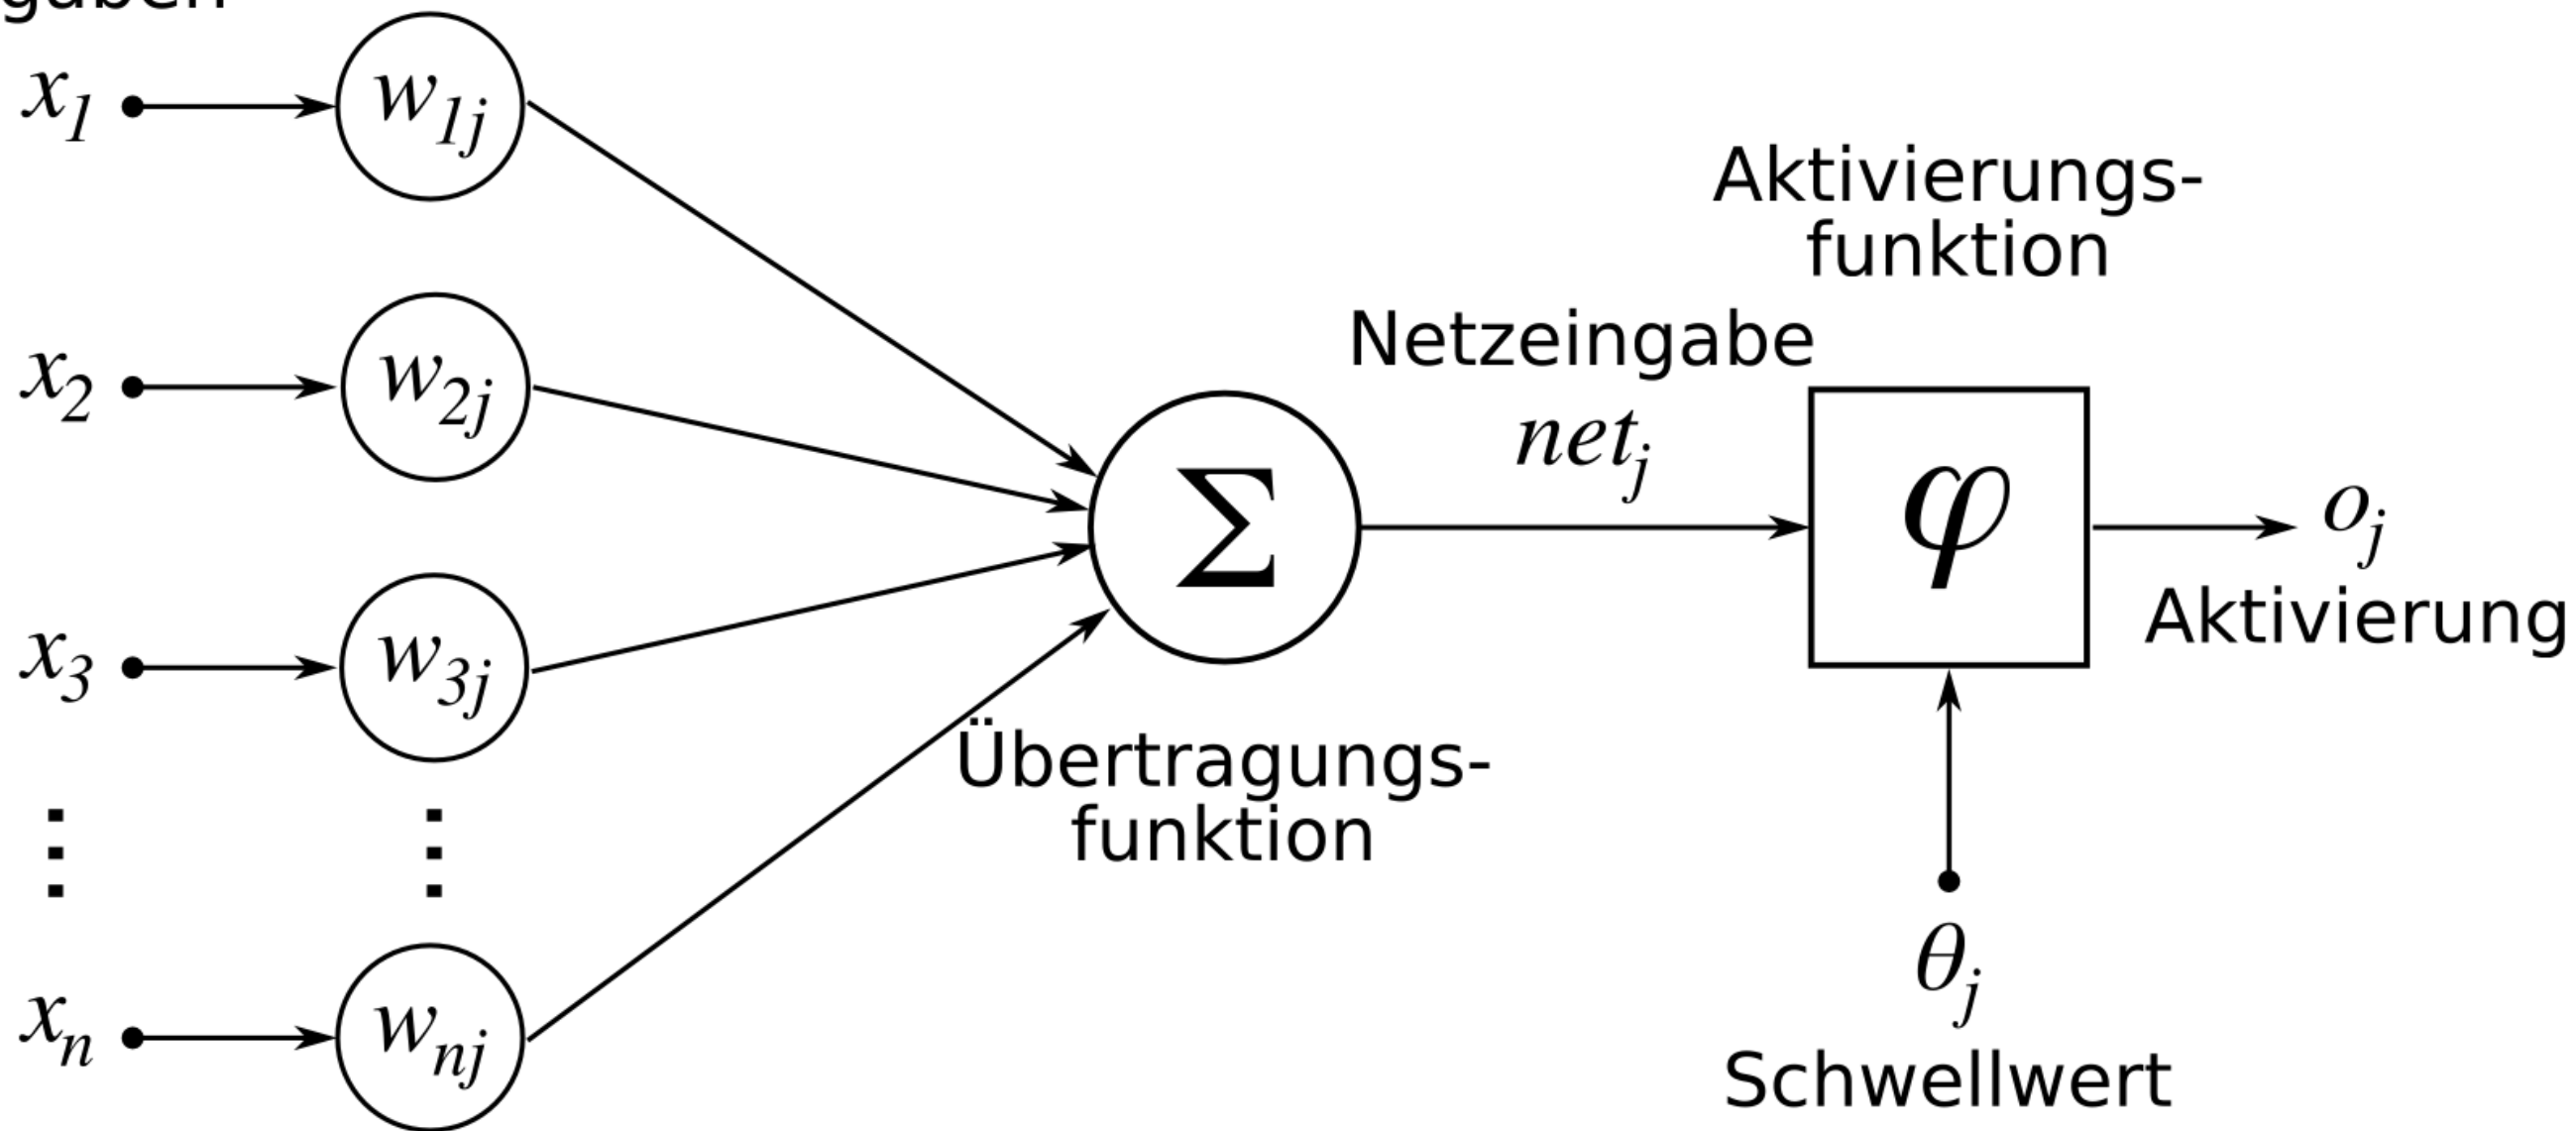 x1
w1j
Aktivierungs-
funktion
Netzeingabe
x2
w2j
netj
Σ
φ
oj
Aktivierung
x3
w3j
Übertragungs-
funktion
θj
xn
wnj
Schwellwert